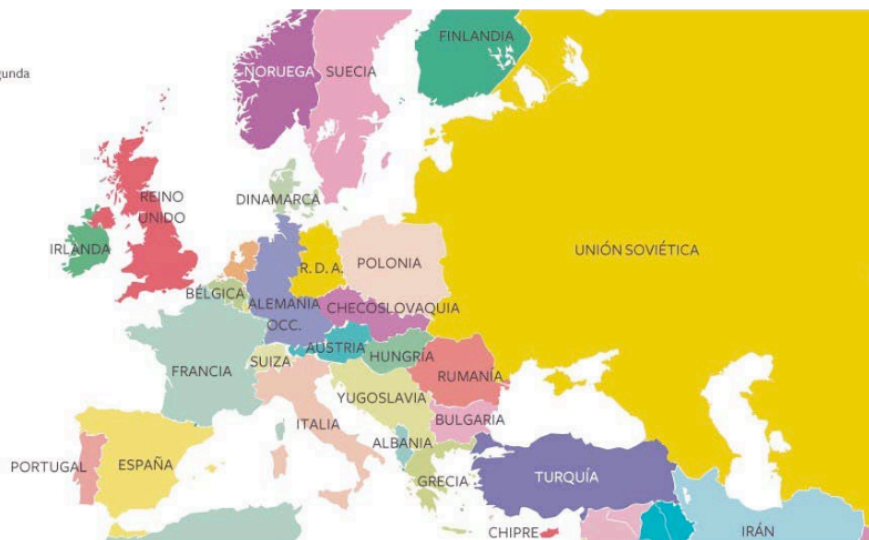 FINLANDIA
NORUEGA
SUECIA
REINO
UNIDO
DINAMARCA
IRLANDA
UNIÓN SOVIÉTICA
R. D. A.
POLONIA
BÉLGICA
ALEMANIA
OCC.
CHECOSLOVAQUIA
AUSTRIA
SUIZA
HUNGRÍA
FRANCIA
RUMANÍA
YUGOSLAVIA
ITALIA
BULGARIA
ALBANIA
PORTUGAL
ESPAÑA
TURQUÍA
GRECIA
CHIPRE
IRÁN